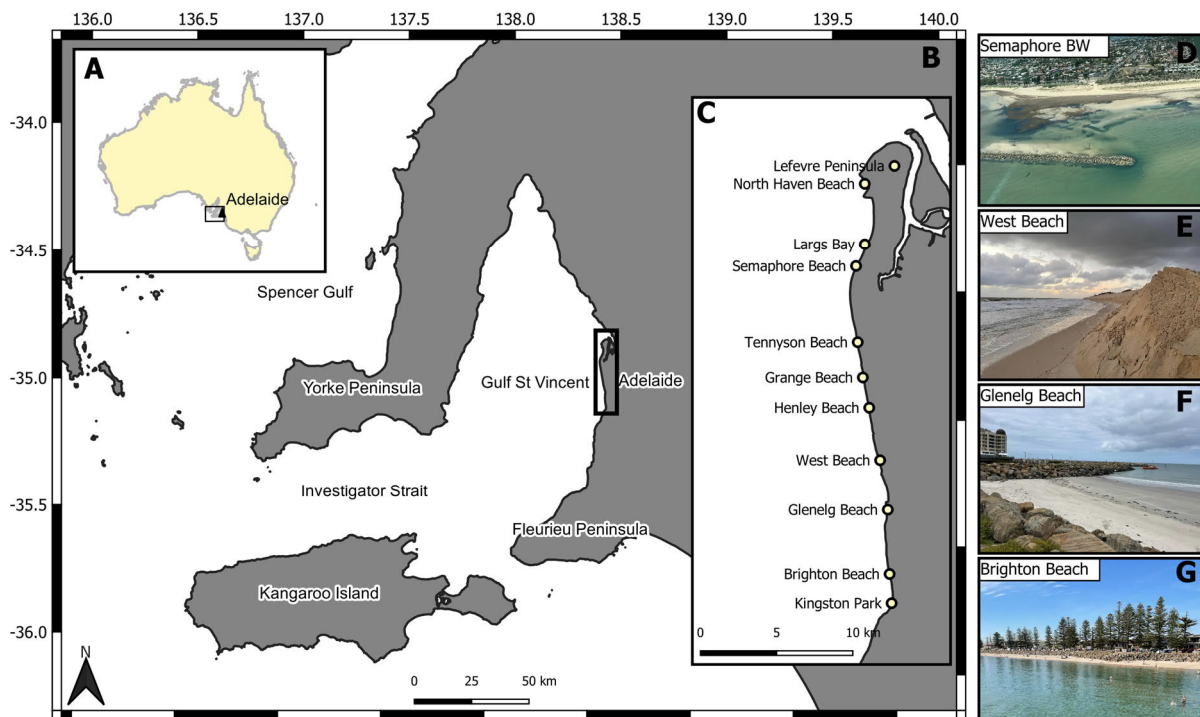 136.0 136.5 137.0 137.5 138.0 138.5 139.0 139.5 140.0
-34.0
-34.5
-35.0
-35.5
-36.0
A
Adelaide
B
Spencer Gulf
Yorke Peninsula
Gulf St Vincent
Adelaide
Investigator Strait
Fleurieu Peninsula
Kangaroo Island
N
0 25 50 km
C
Lefevre Peninsula
North Haven Beach
Largs Bay
Semaphore Beach
Tennyson Beach
Grange Beach
Henley Beach
West Beach
Glenelg Beach
Brighton Beach
Kingston Park
0 5 10 km
Semaphore BW
D
West Beach
E
Glenelg Beach
F
Brighton Beach
G